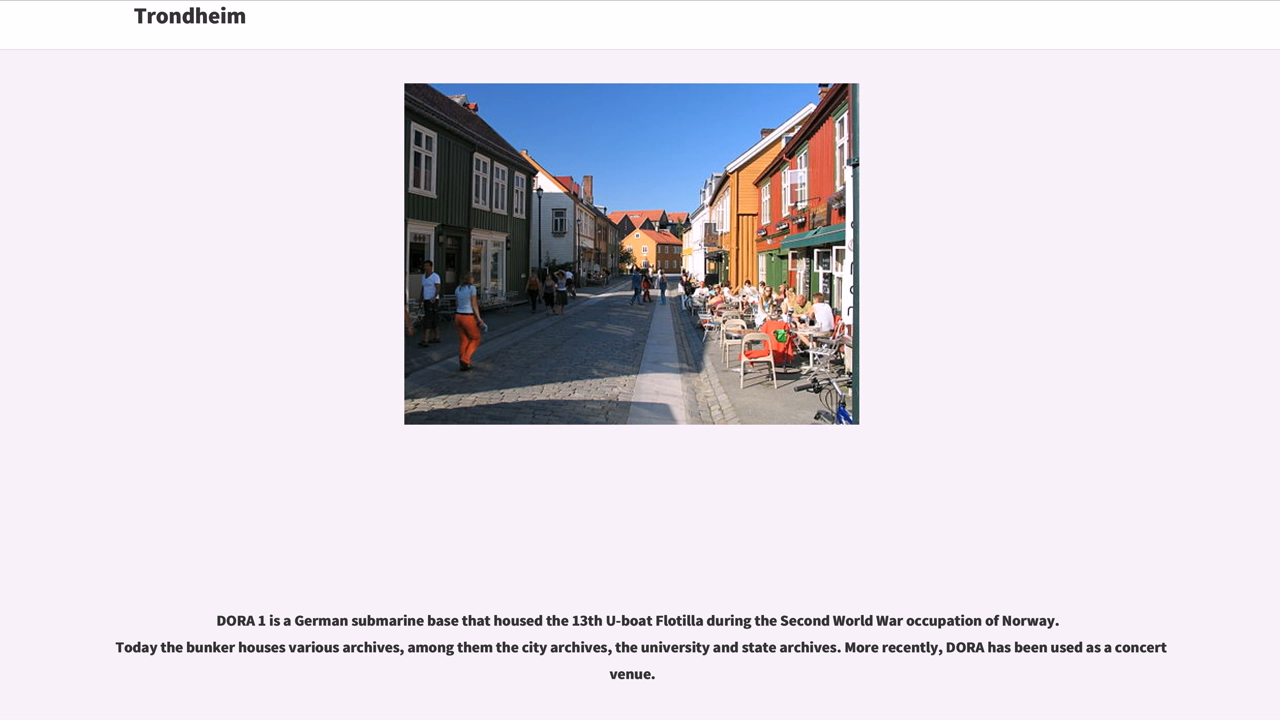 Trondheim
DORA 1 is a German submarine base that housed the 13th U-boat Flotilla during the Second World War occupation of Norway.
Today the bunker houses various archives, among them the city archives, the university and state archives. More recently, DORA has been used as a concert
venue.